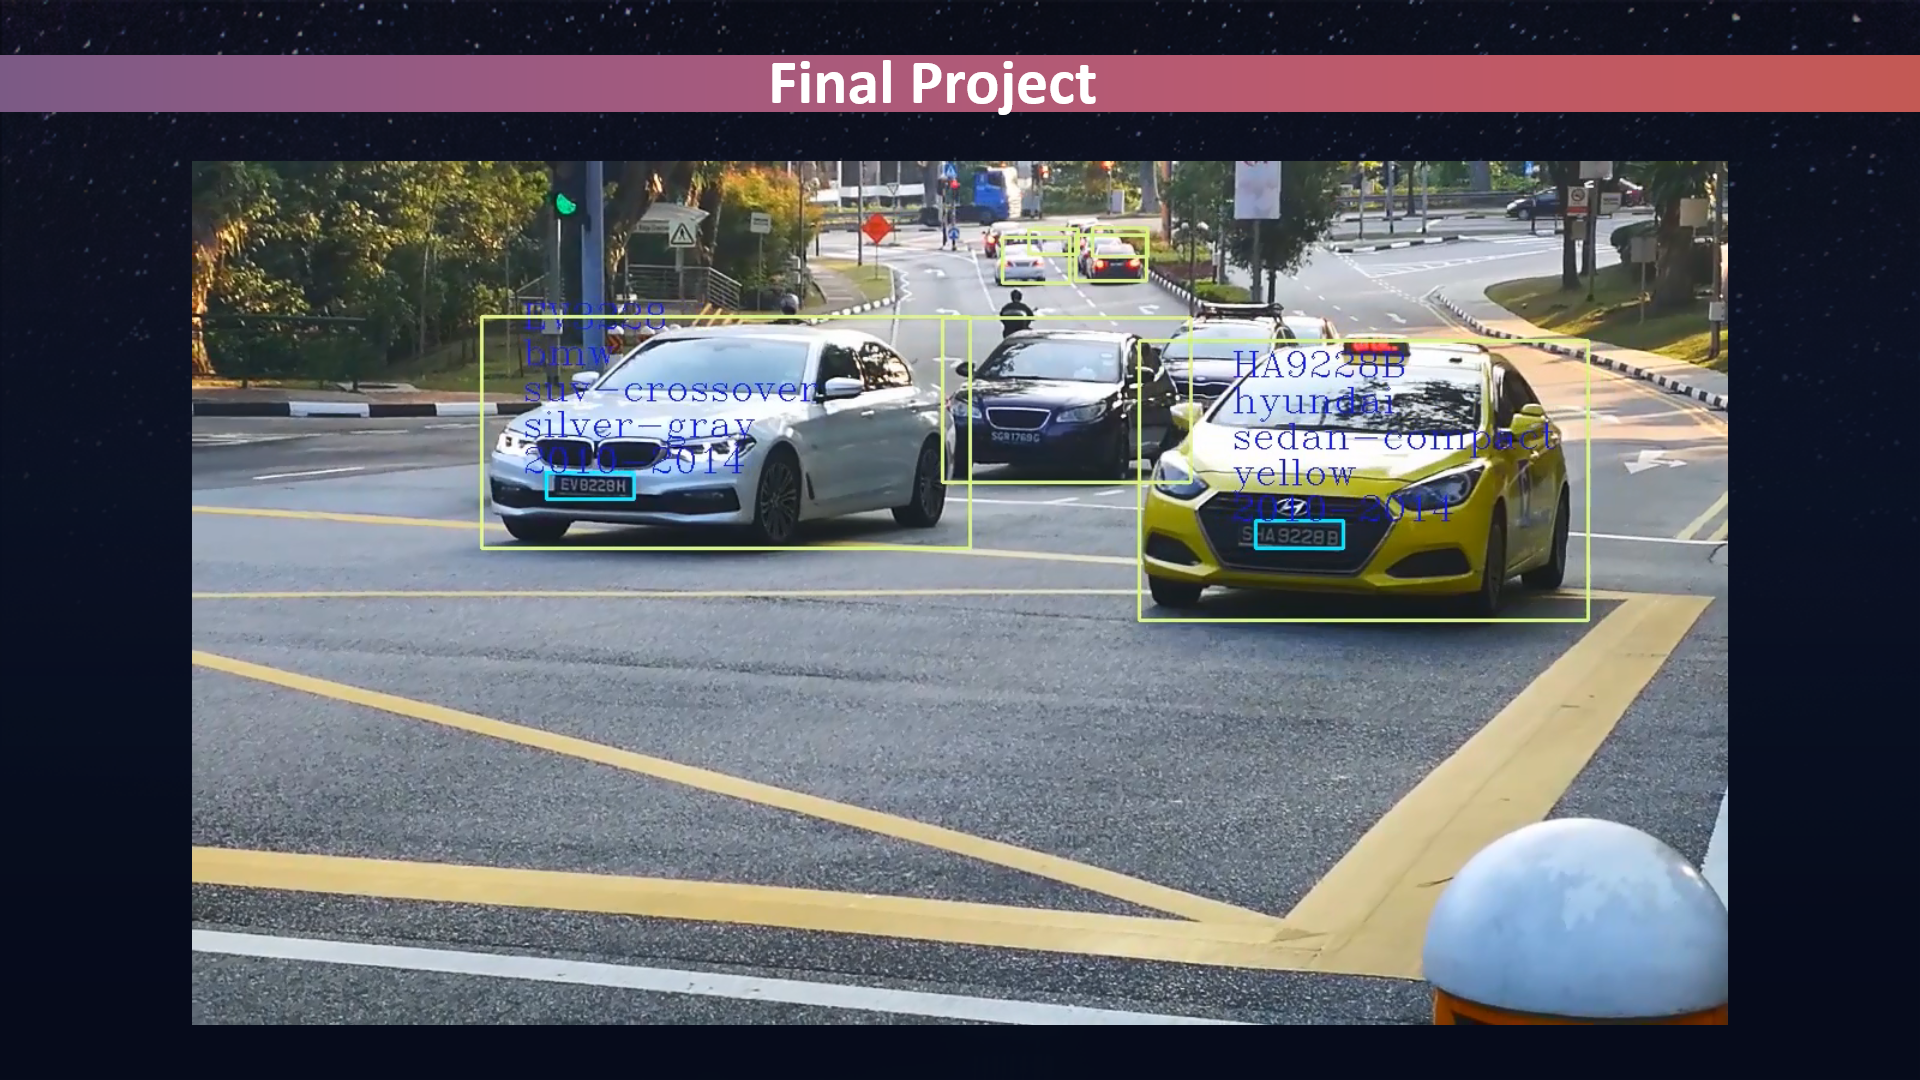 Final Project
EV8228
bmw
suv-crossover
silver-gray
2010-2014
EV8228H
SGR1769G
HA9228B
hyundai
sedan-compact
yellow
2010-2014
SHA9228B